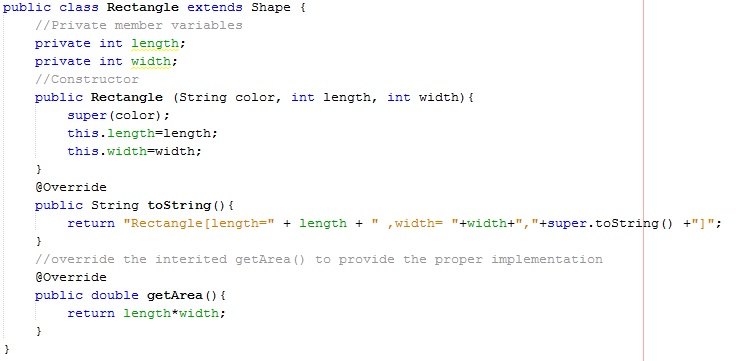 public class Rectangle extends Shape {
    //Private member variables
    private int length;
    private int width;
    //Constructor
    public Rectangle (String color, int length, int width){
        super(color);
        this.length=length;
        this.width=width;
    }
    @Override
    public String toString(){
        return "Rectangle[length=" + length + " ,width= "+width+","+super.toString() +"]";
    }
    //override the interited getArea() to provide the proper implementation
    @Override
    public double getArea(){
        return length*width;
    }
}